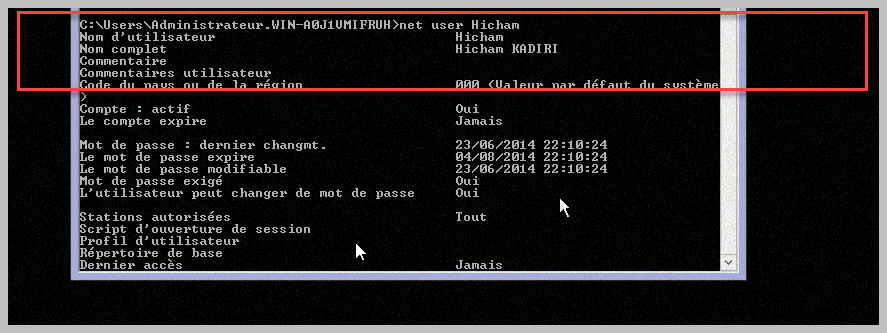 C:\Users\Administrateur.WIN-A0J1VMIFRUH>net user Hicham
Nom d'utilisateur Hicham
Nom complet Hicham KADIRI
Commentaire
Commentaires utilisateur
Code du pays ou de la région 000 (Valeur par défaut du système
)
Compte : actif Oui
Le compte expire Jamais
Mot de passe : dernier changmt. 23/06/2014 22:10:24
Le mot de passe expire 04/08/2014 22:10:24
Le mot de passe modifiable 23/06/2014 22:10:24
Mot de passe exigé Oui
L'utilisateur peut changer de mot de passe Oui
Stations autorisées Tout
Script d'ouverture de session
Profil d'utilisateur
Répertoire de base
Dernier accès Jamais